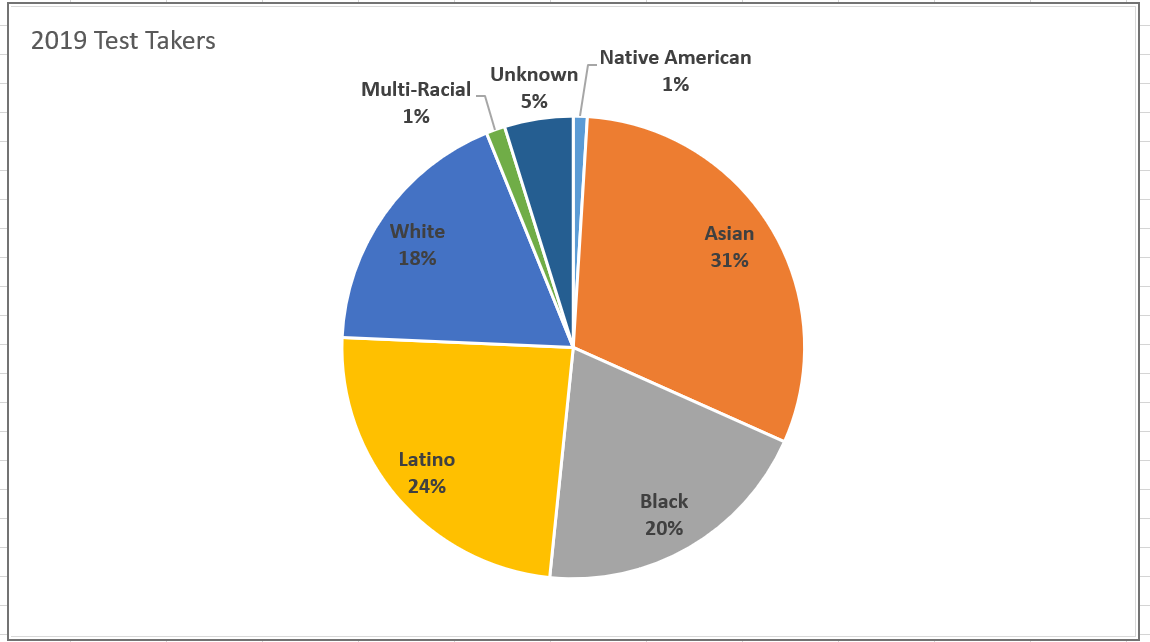 2019 Test Takers
Native American
1%
Unknown
5%
Multi-Racial
1%
White
18%
Asian
31%
Latino
24%
Black
20%